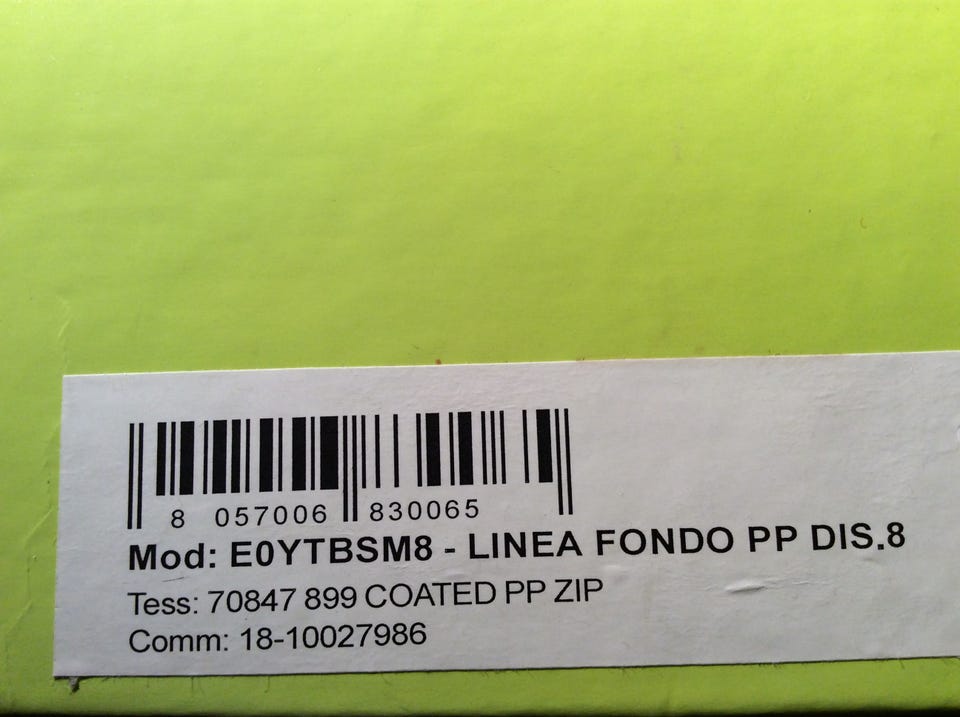 8 057006 830065
Mod: E0YTBSM8 - LINEA FONDO PP DIS.8
Tess: 70847 899 COATED PP ZIP
Comm: 18-10027986